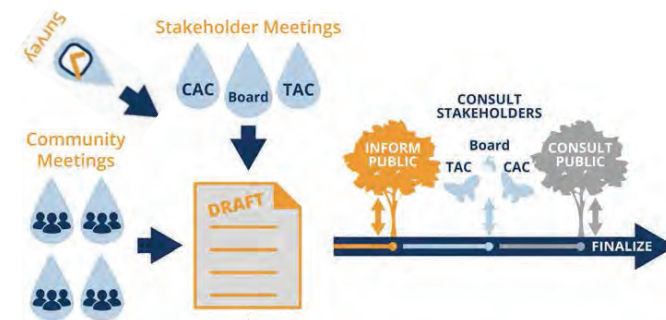 Survey
Stakeholder Meetings
CAC
Board
TAC
Community
Meetings
DRAFT
CONSULT
STAKEHOLDERS
INFORM
PUBLIC
Board
TAC
CAC
CONSULT
PUBLIC
FINALIZE